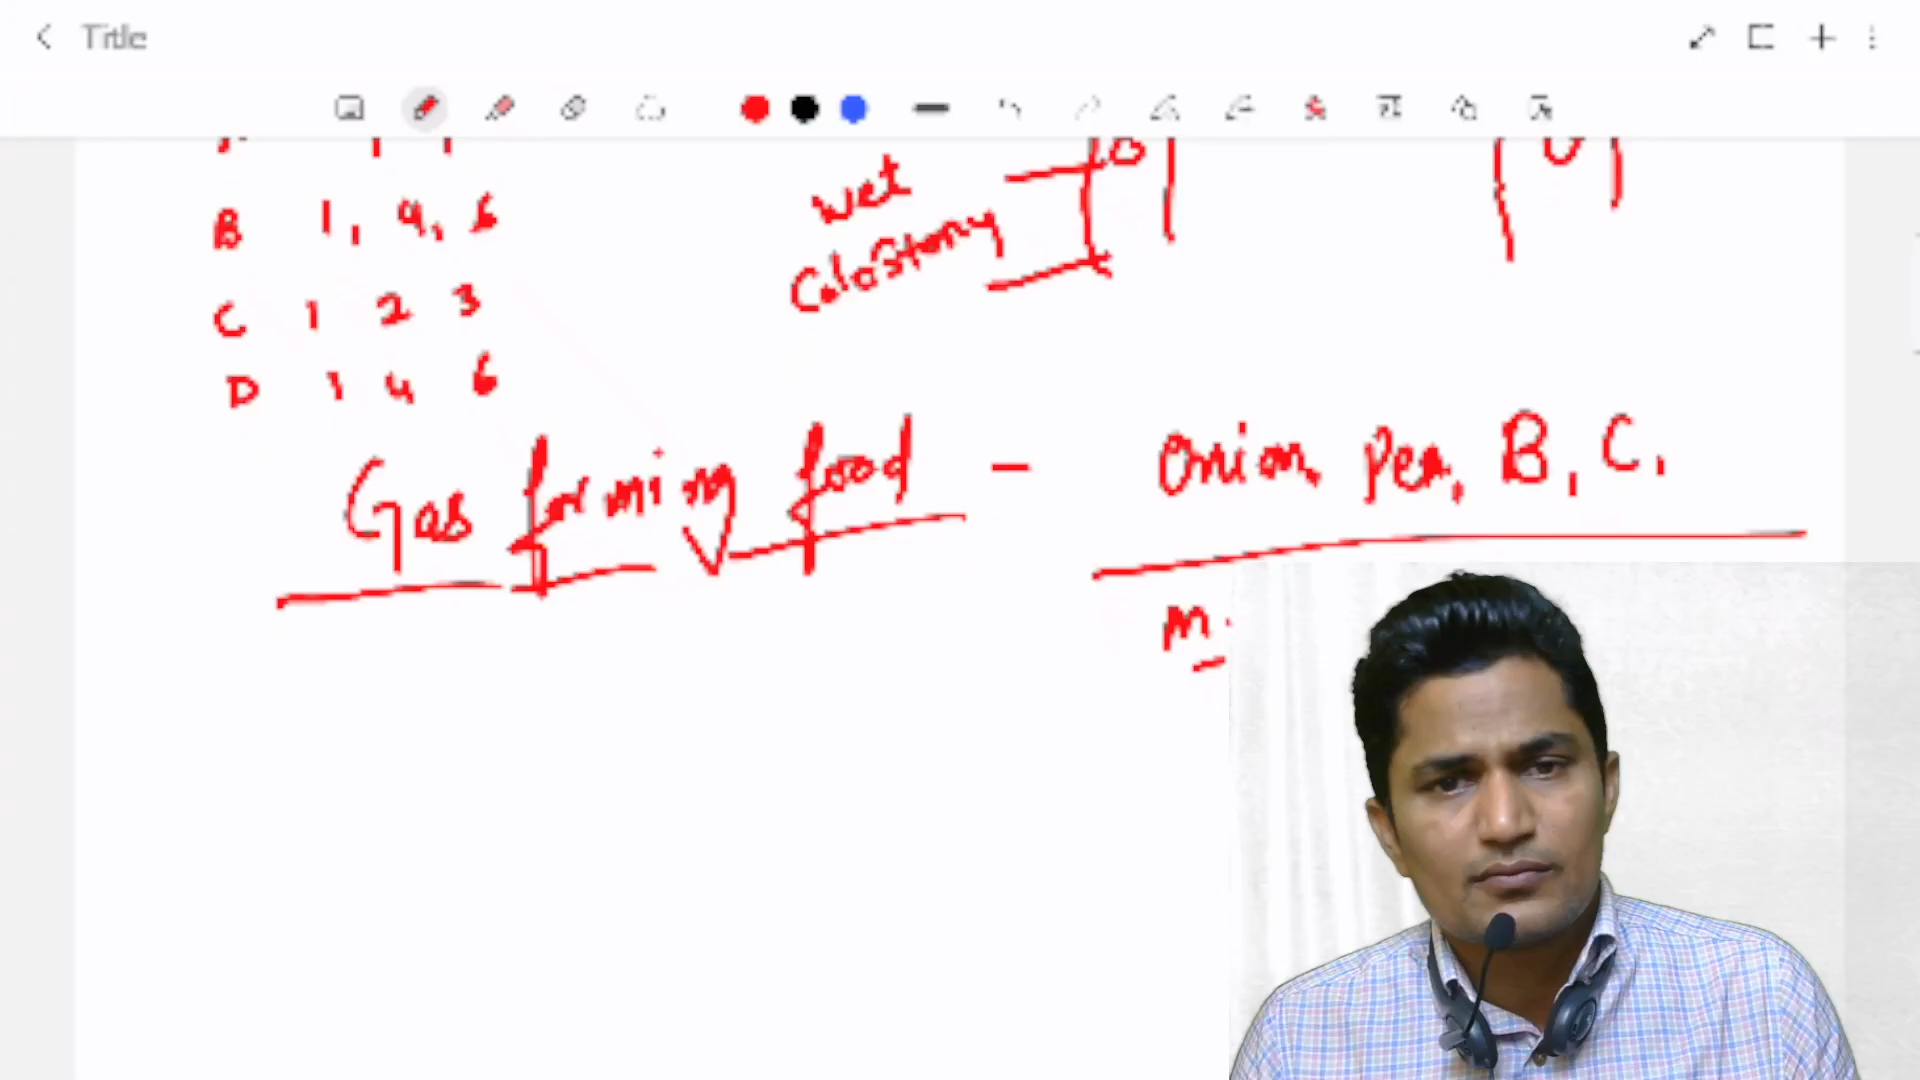 Title
B 1, 4, 6
C 1 2 3
D 1 4 6
Wet
Colostomy
Gas forming food - Onion, Pea, B, C,
M.